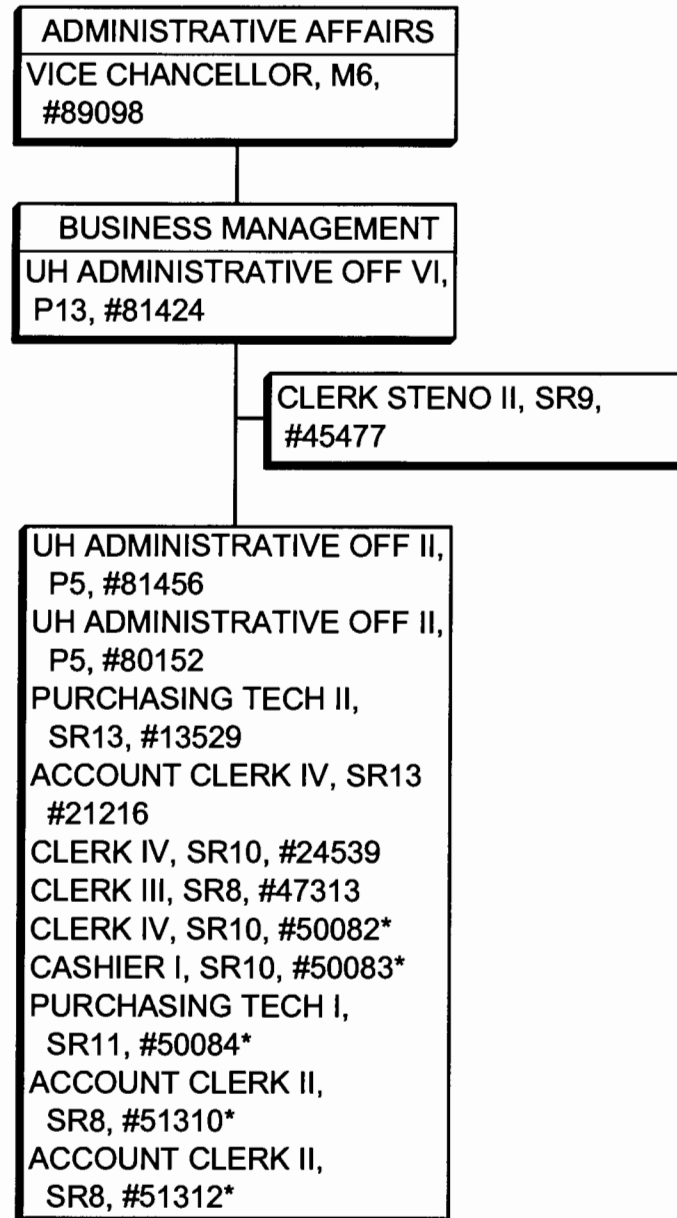 ADMINISTRATIVE AFFAIRS
VICE CHANCELLOR, M6,
#89098
BUSINESS MANAGEMENT
UH ADMINISTRATIVE OFF VI,
P13, #81424
CLERK STENO II, SR9,
#45477
UH ADMINISTRATIVE OFF II,
P5, #81456
UH ADMINISTRATIVE OFF II,
P5, #80152
PURCHASING TECH II,
SR13, #13529
ACCOUNT CLERK IV, SR13
#21216
CLERK IV, SR10, #24539
CLERK III, SR8, #47313
CLERK IV, SR10, #50082*
CASHIER I, SR10, #50083*
PURCHASING TECH I,
SR11, #50084*
ACCOUNT CLERK II,
SR8, #51310*
ACCOUNT CLERK II,
SR8, #51312*